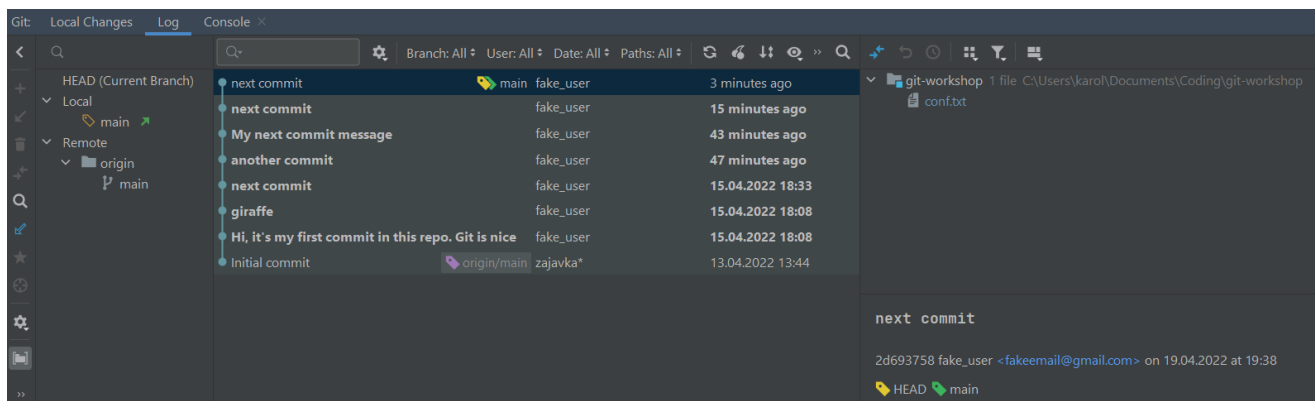 Git: Local Changes Log Console ×
Branch: All User: All Date: All Paths: All »
HEAD (Current Branch)
Local
main
Remote
origin
main
next commit main fake_user 3 minutes ago
next commit fake_user 15 minutes ago
My next commit message fake_user 43 minutes ago
another commit fake_user 47 minutes ago
next commit fake_user 15.04.2022 18:33
giraffe fake_user 15.04.2022 18:08
Hi, it's my first commit in this repo. Git is nice fake_user 15.04.2022 18:08
Initial commit origin/main zajavka* 13.04.2022 13:44
git-workshop 1 file C:\Users\karol\Documents\Coding\git-workshop
conf.txt
next commit
2d693758 fake_user <fakeemail@gmail.com> on 19.04.2022 at 19:38
HEAD main
»